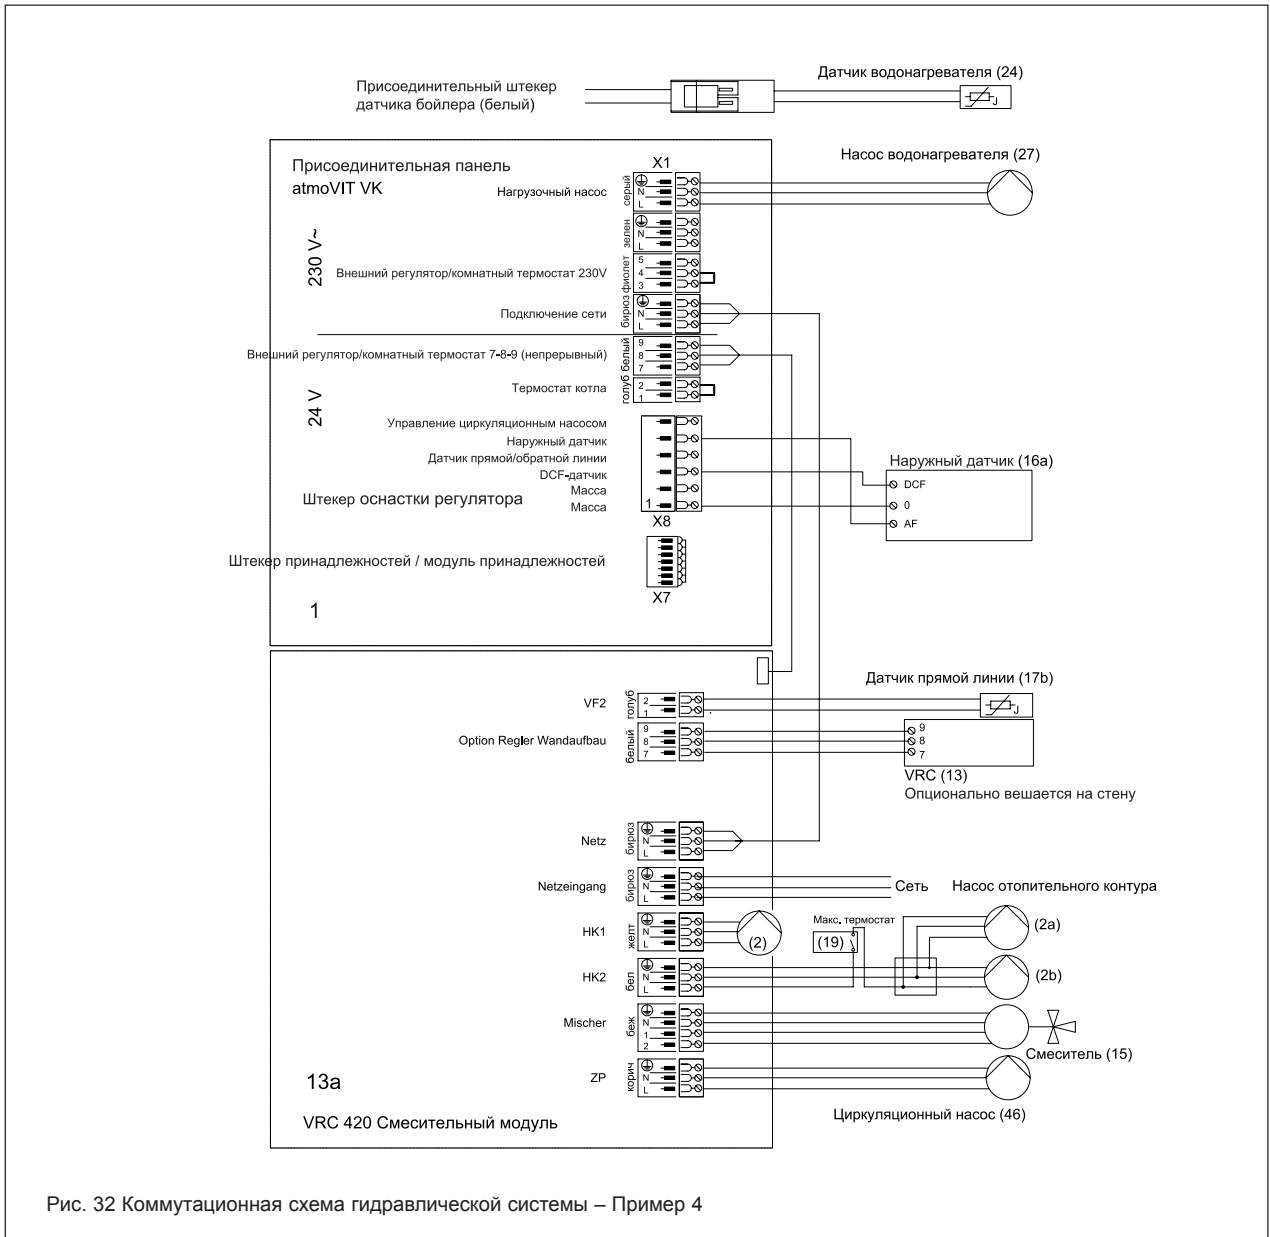 Датчик водонагревателя (24)
Присоединительный штекер
датчика бойлера (белый)
J
Насос водонагревателя (27)
Присоединительная панель
atmoVIT VK
X1
Нагрузочный насос
серый
N
L
зелен
N
L
230 V~
Внешний регулятор/комнатный термостат 230V
фиолет
5
4
3
Подключение сети
бирюз
N
L
Внешний регулятор/комнатный термостат 7-8-9 (непрерывный)
белый
9
8
7
24 V
Термостат котла
голуб
2
1
Управление циркуляционным насосом
Наружный датчик
Датчик прямой/обратной линии
DCF-датчик
Масса
Масса
Штекер оснастки регулятора
1
X8
Наружный датчик (16a)
DCF
0
AF
Штекер принадлежностей / модуль принадлежностей
X7
1
Датчик прямой линии (17b)
J
VF2
голуб
2
1
Option Regler Wandaufbau
белый
9
8
7
9
8
7
VRC (13)
Опционально вешается на стену
Netz
бирюз
N
L
Netzeingang
бирюз
N
L
Сеть
Насос отопительного контура
HK1
желт
N
L
(2)
Макс. термостат
(19)
(2a)
HK2
бел
N
L
(2b)
Mischer
беж
N
1
2
Смеситель (15)
ZP
корич
N
L
Циркуляционный насос (46)
13a
VRC 420 Смесительный модуль
Рис. 32 Коммутационная схема гидравлической системы – Пример 4